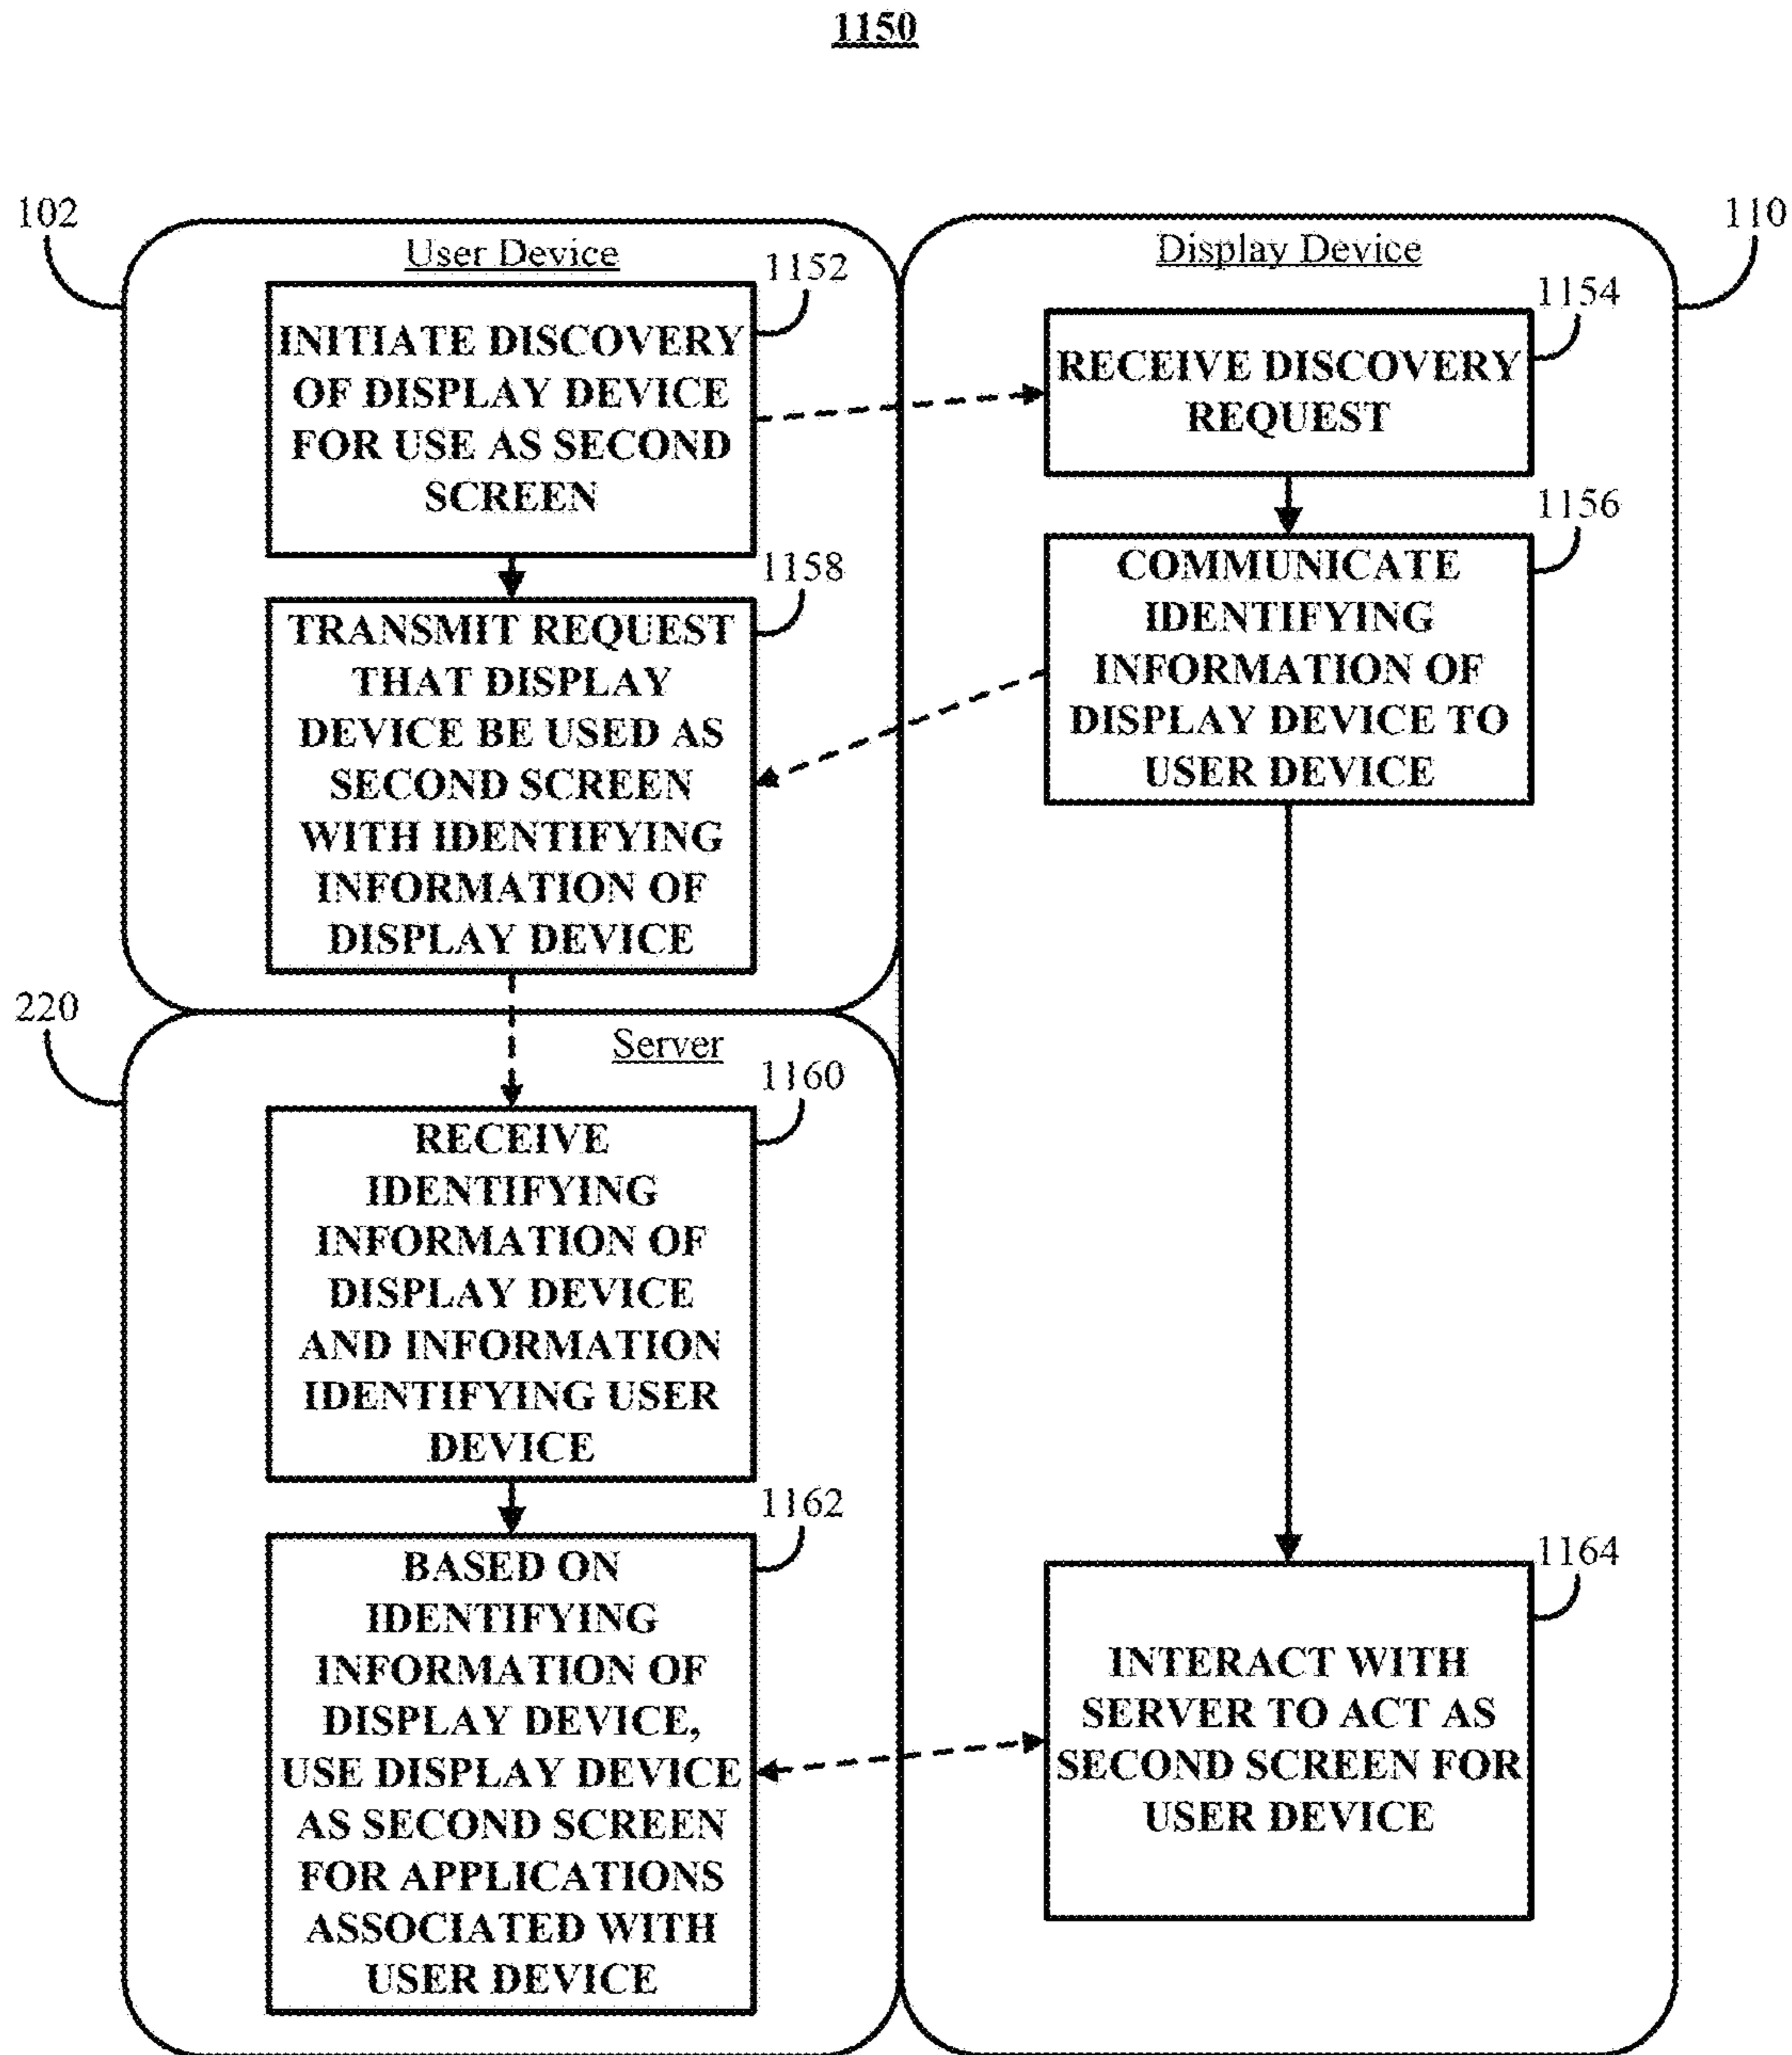 1150
102
User Device
1152
INITIATE DISCOVERY
OF DISPLAY DEVICE
FOR USE AS SECOND
SCREEN
1158
TRANSMIT REQUEST
THAT DISPLAY
DEVICE BE USED AS
SECOND SCREEN
WITH IDENTIFYING
INFORMATION OF
DISPLAY DEVICE
110
Display Device
1154
RECEIVE DISCOVERY
REQUEST
1156
COMMUNICATE
IDENTIFYING
INFORMATION OF
DISPLAY DEVICE TO
USER DEVICE
220
Server
1160
RECEIVE
IDENTIFYING
INFORMATION OF
DISPLAY DEVICE
AND INFORMATION
IDENTIFYING USER
DEVICE
1162
BASED ON
IDENTIFYING
INFORMATION OF
DISPLAY DEVICE,
USE DISPLAY DEVICE
AS SECOND SCREEN
FOR APPLICATIONS
ASSOCIATED WITH
USER DEVICE
1164
INTERACT WITH
SERVER TO ACT AS
SECOND SCREEN FOR
USER DEVICE